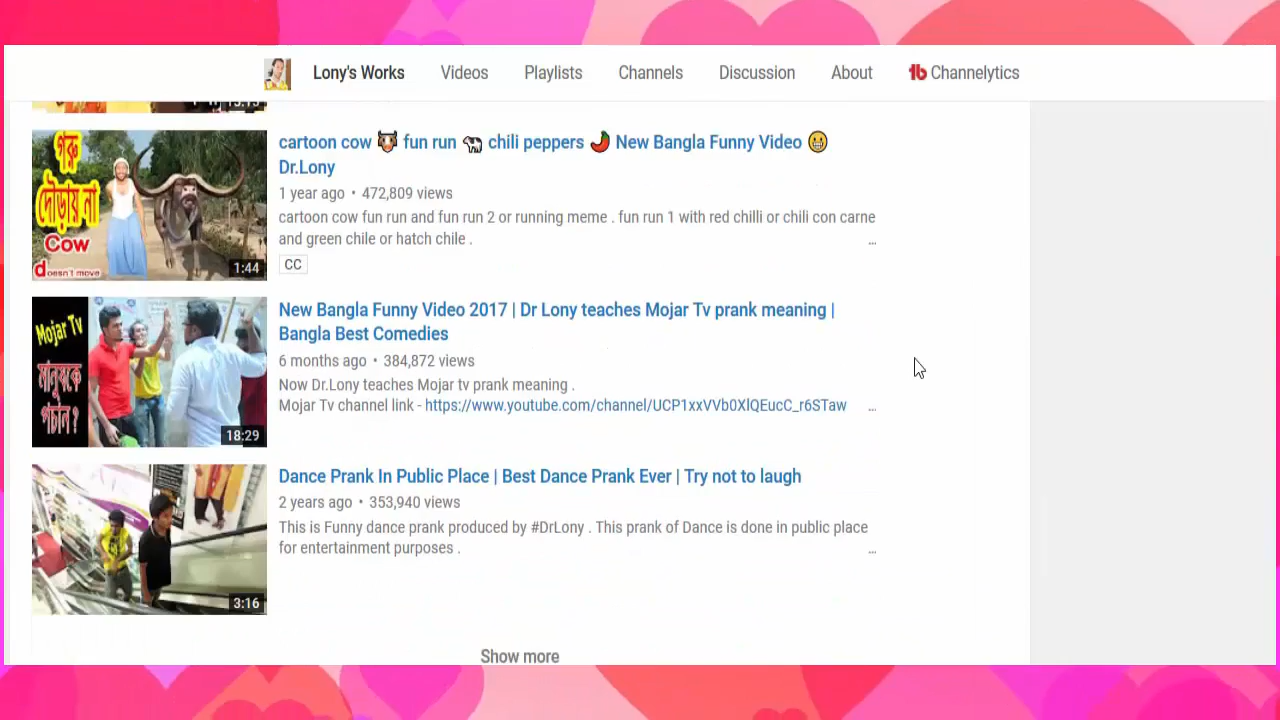 Lony's Works Videos Playlists Channels Discussion About Channelytics
cartoon cow 🐮 fun run 🐄 chili peppers 🌶 New Bangla Funny Video 😬
Dr.Lony
1 year ago • 472,809 views
cartoon cow fun run and fun run 2 or running meme . fun run 1 with red chilli or chili con carne
and green chile or hatch chile .
...
CC
গরু
দৌড়ায় না
Cow
doesn't move
1:44
New Bangla Funny Video 2017 | Dr Lony teaches Mojar Tv prank meaning |
Bangla Best Comedies
6 months ago • 384,872 views
Now Dr.Lony teaches Mojar tv prank meaning .
Mojar Tv channel link - https://www.youtube.com/channel/UCP1xxVVb0XlQEucC_r6STaw ...
Mojar Tv
মানুষকে
পচান ?
18:29
Dance Prank In Public Place | Best Dance Prank Ever | Try not to laugh
2 years ago • 353,940 views
This is Funny dance prank produced by #DrLony . This prank of Dance is done in public place
for entertainment purposes .
...
3:16
Show more